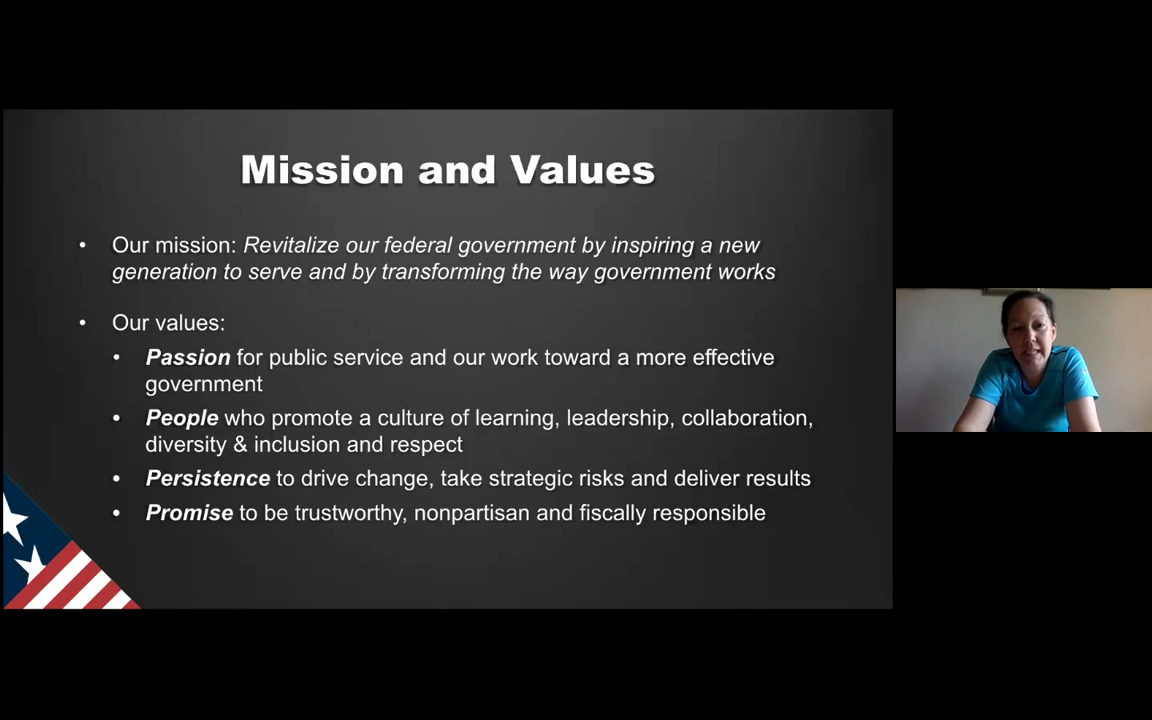 Mission and Values
• Our mission: Revitalize our federal government by inspiring a new
generation to serve and by transforming the way government works
• Our values:
• Passion for public service and our work toward a more effective
government
• People who promote a culture of learning, leadership, collaboration,
diversity & inclusion and respect
• Persistence to drive change, take strategic risks and deliver results
• Promise to be trustworthy, nonpartisan and fiscally responsible